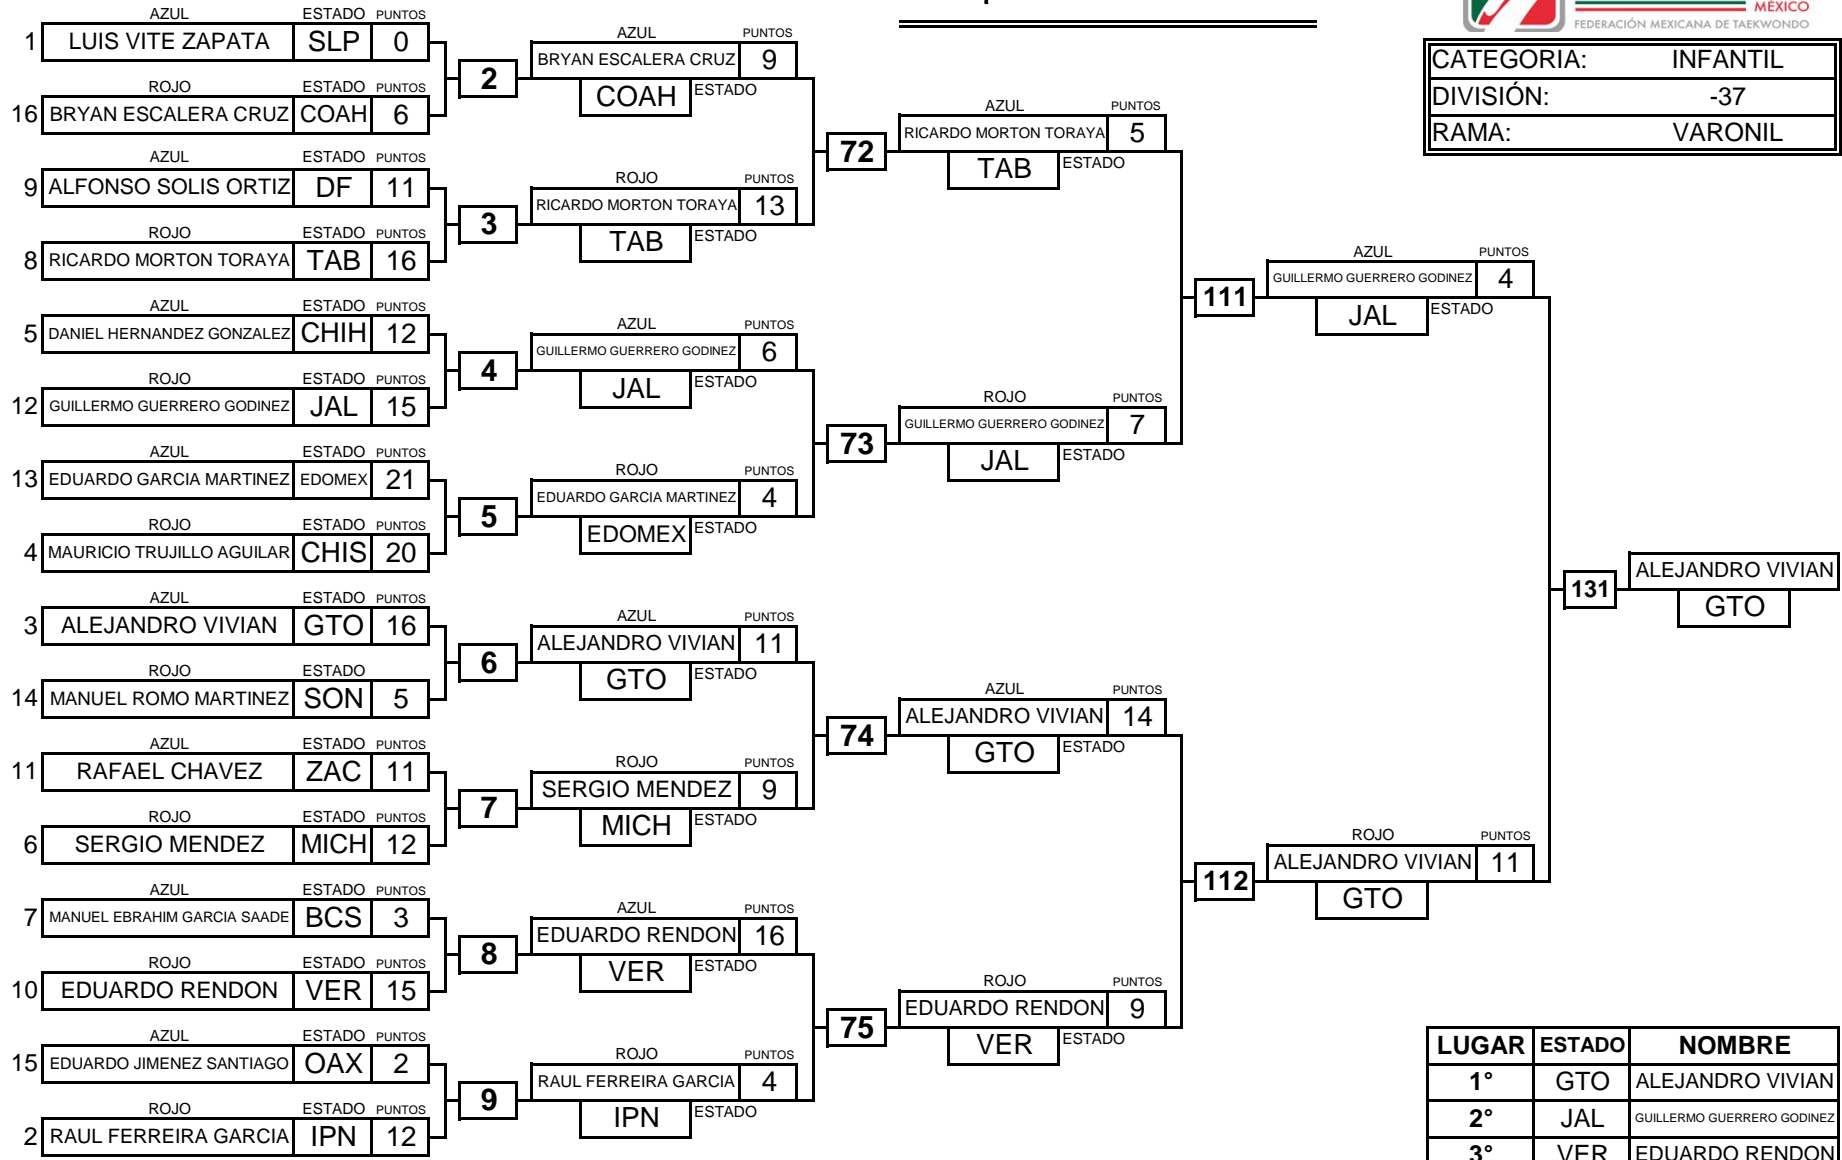 MÉXICO
FEDERACIÓN MEXICANA DE TAEKWONDO
CATEGORIA: INFANTIL
DIVISIÓN: -37
RAMA: VARONIL
AZUL ESTADO PUNTOS
1 LUIS VITE ZAPATA SLP 0
ROJO ESTADO PUNTOS
16 BRYAN ESCALERA CRUZ COAH 6
AZUL ESTADO PUNTOS
9 ALFONSO SOLIS ORTIZ DF 11
ROJO ESTADO PUNTOS
8 RICARDO MORTON TORAYA TAB 16
AZUL ESTADO PUNTOS
5 DANIEL HERNANDEZ GONZALEZ CHIH 12
ROJO ESTADO PUNTOS
12 GUILLERMO GUERRERO GODINEZ JAL 15
AZUL ESTADO PUNTOS
13 EDUARDO GARCIA MARTINEZ EDOMEX 21
ROJO ESTADO PUNTOS
4 MAURICIO TRUJILLO AGUILAR CHIS 20
AZUL ESTADO PUNTOS
3 ALEJANDRO VIVIAN GTO 16
ROJO ESTADO
14 MANUEL ROMO MARTINEZ SON 5
AZUL ESTADO PUNTOS
11 RAFAEL CHAVEZ ZAC 11
ROJO ESTADO PUNTOS
6 SERGIO MENDEZ MICH 12
AZUL ESTADO PUNTOS
7 MANUEL EBRAHIM GARCIA SAADE BCS 3
ROJO ESTADO PUNTOS
10 EDUARDO RENDON VER 15
AZUL ESTADO PUNTOS
15 EDUARDO JIMENEZ SANTIAGO OAX 2
ROJO ESTADO PUNTOS
2 RAUL FERREIRA GARCIA IPN 12
2
3
4
5
6
7
8
9
AZUL PUNTOS
BRYAN ESCALERA CRUZ 9
COAH ESTADO
ROJO PUNTOS
RICARDO MORTON TORAYA 13
TAB ESTADO
AZUL PUNTOS
GUILLERMO GUERRERO GODINEZ 6
JAL ESTADO
ROJO PUNTOS
EDUARDO GARCIA MARTINEZ 4
EDOMEX ESTADO
AZUL PUNTOS
ALEJANDRO VIVIAN 11
GTO ESTADO
ROJO PUNTOS
SERGIO MENDEZ 9
MICH ESTADO
AZUL PUNTOS
EDUARDO RENDON 16
VER ESTADO
ROJO PUNTOS
RAUL FERREIRA GARCIA 4
IPN ESTADO
72
73
74
75
AZUL PUNTOS
RICARDO MORTON TORAYA 5
TAB ESTADO
ROJO PUNTOS
GUILLERMO GUERRERO GODINEZ 7
JAL ESTADO
AZUL PUNTOS
ALEJANDRO VIVIAN 14
GTO ESTADO
ROJO PUNTOS
EDUARDO RENDON 9
VER ESTADO
111
112
AZUL PUNTOS
GUILLERMO GUERRERO GODINEZ 4
JAL ESTADO
ROJO PUNTOS
ALEJANDRO VIVIAN 11
GTO
131
ALEJANDRO VIVIAN
GTO
LUGAR ESTADO NOMBRE
1° GTO ALEJANDRO VIVIAN
2° JAL GUILLERMO GUERRERO GODINEZ
3° VER EDUARDO RENDON